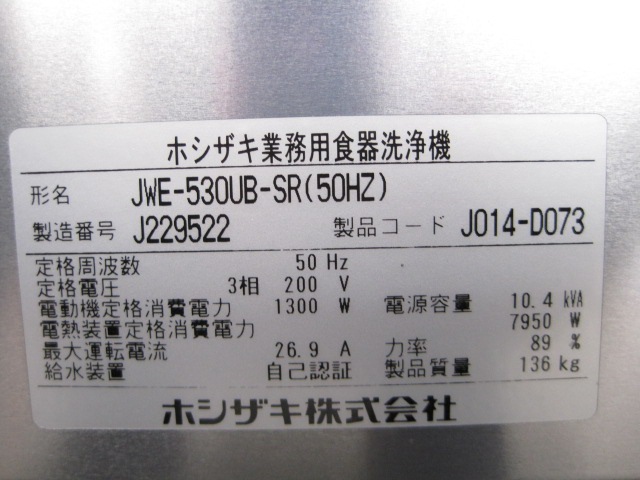 ホシザキ業務用食器洗浄機
形名 JWE-530UB-SR(50HZ)
製造番号 J229522 製品コード J014-D073
定格周波数 50 Hz
定格電圧 3相 200 V
電動機定格消費電力 1300 W 電源容量 10.4 kVA
電熱装置定格消費電力 7950 W
最大運転電流 26.9 A 力率 89 %
給水装置 自己認証 製品質量 136 kg
ホシザキ株式会社